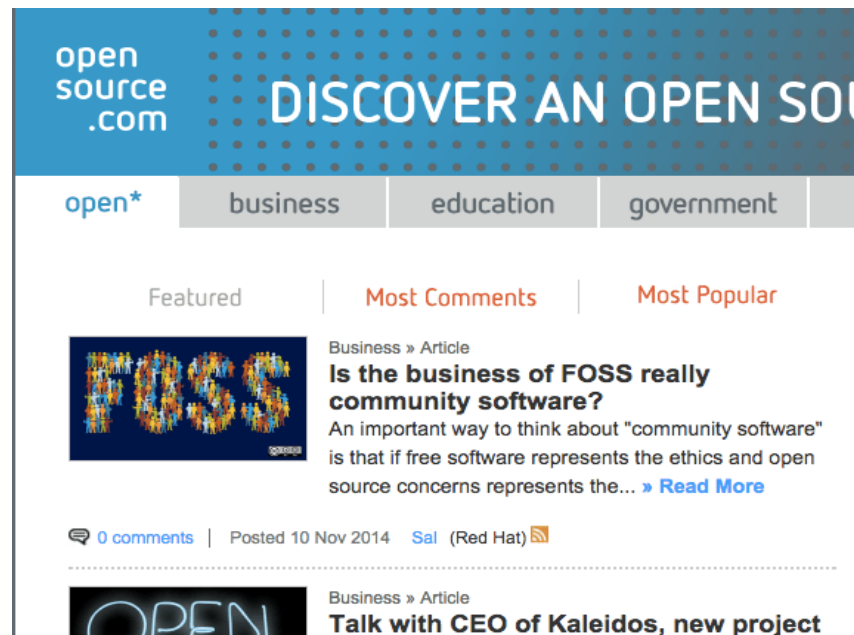 open
source
.com
DISCOVER AN OPEN SOU
open*
business
education
government
Featured
Most Comments
Most Popular
FOSS
Business » Article
Is the business of FOSS really
community software?
An important way to think about "community software"
is that if free software represents the ethics and open
source concerns represents the... » Read More
0 comments | Posted 10 Nov 2014 Sal (Red Hat)
OPEN
Business » Article
Talk with CEO of Kaleidos, new project